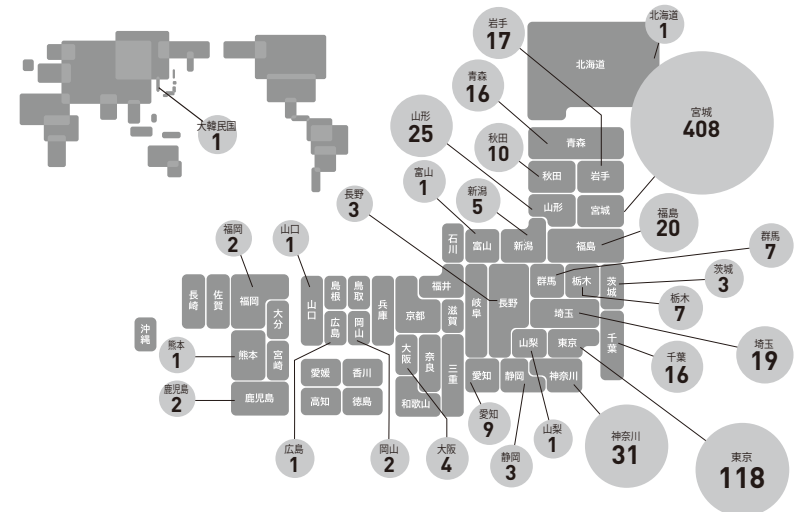 北海道
1
岩手
17
北海道
青森
16
宮城
408
山形
25
大韓民国
1
秋田
10
青森
秋田
岩手
富山
1
長野
3
新潟
5
山形
宮城
福島
20
福岡
2
山口
1
石川
富山
新潟
福島
群馬
7
茨城
3
栃木
7
長崎
佐賀
福岡
大分
山口
島根
鳥取
兵庫
福井
岐阜
長野
群馬
栃木
茨城
京都
滋賀
埼玉
沖縄
広島
岡山
熊本
1
熊本
宮崎
大阪
奈良
三重
山梨
東京
千葉
埼玉
19
千葉
16
愛媛
香川
愛知
静岡
神奈川
鹿児島
2
鹿児島
高知
徳島
和歌山
愛知
9
広島
1
岡山
2
大阪
4
静岡
3
山梨
1
神奈川
31
東京
118